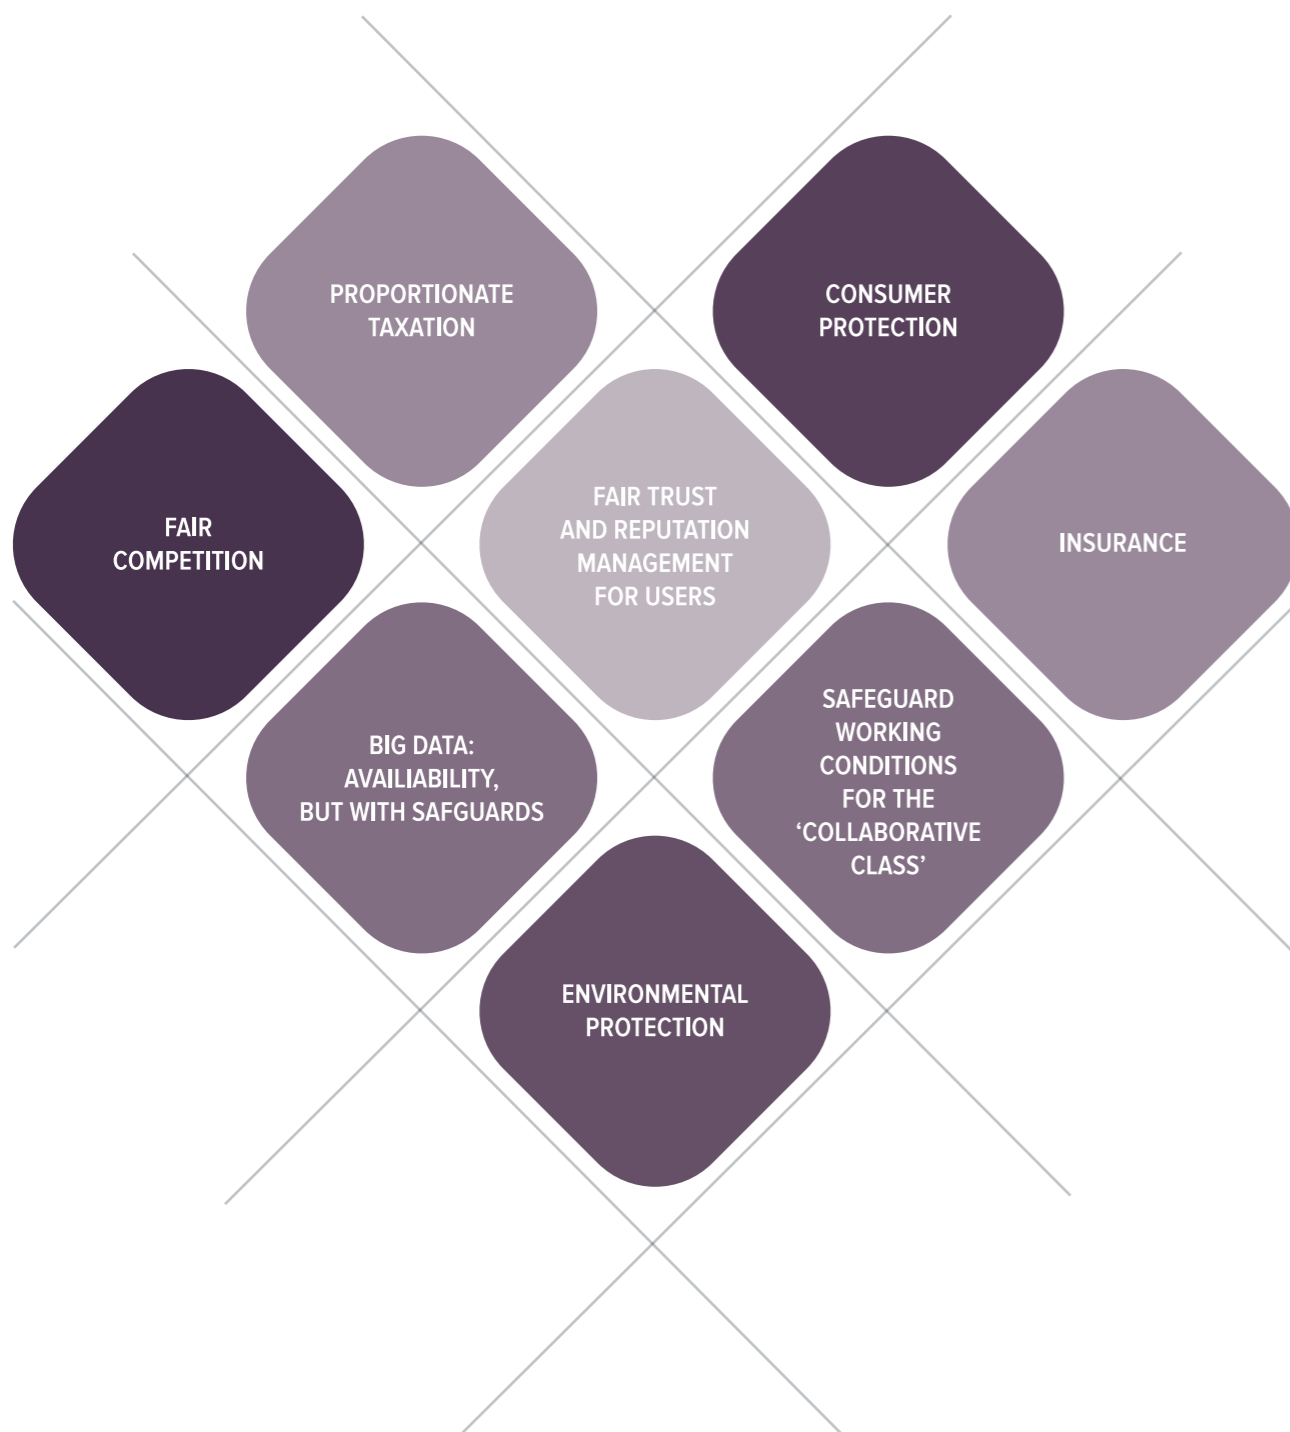 PROPORTIONATE
TAXATION
CONSUMER
PROTECTION
FAIR
COMPETITION
FAIR TRUST
AND REPUTATION
MANAGEMENT
FOR USERS
INSURANCE
BIG DATA:
AVAILIABILITY,
BUT WITH SAFGUARDS
SAFEGUARD
WORKING
CONDITIONS
FOR THE
‘COLLABORATIVE
CLASS’
ENVIRONMENTAL
PROTECTION